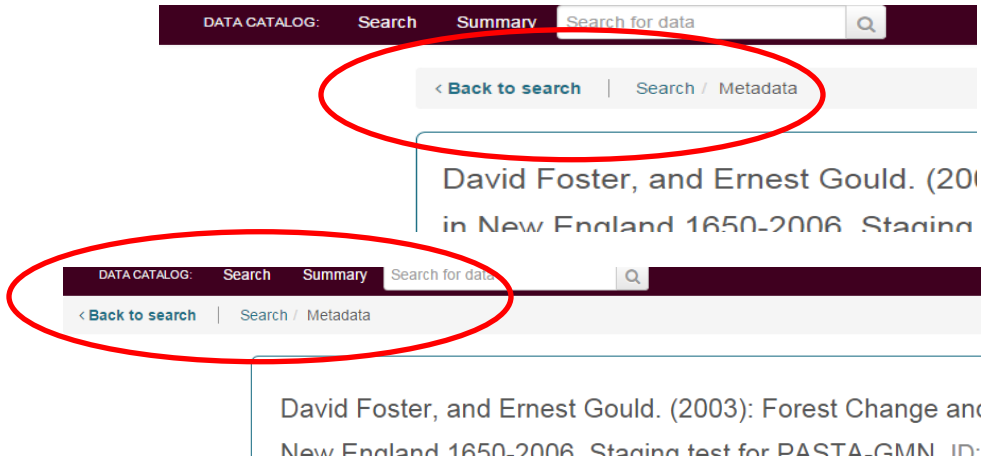 DATA CATALOG: Search Summary Search for data
< Back to search | Search / Metadata
David Foster, and Ernest Gould. (200
in New England 1650-2006. Staging
DATA CATALOG: Search Summary Search for data
< Back to search | Search / Metadata
David Foster, and Ernest Gould. (2003): Forest Change and
New England 1650-2006. Staging test for PASTA-GMN. ID: